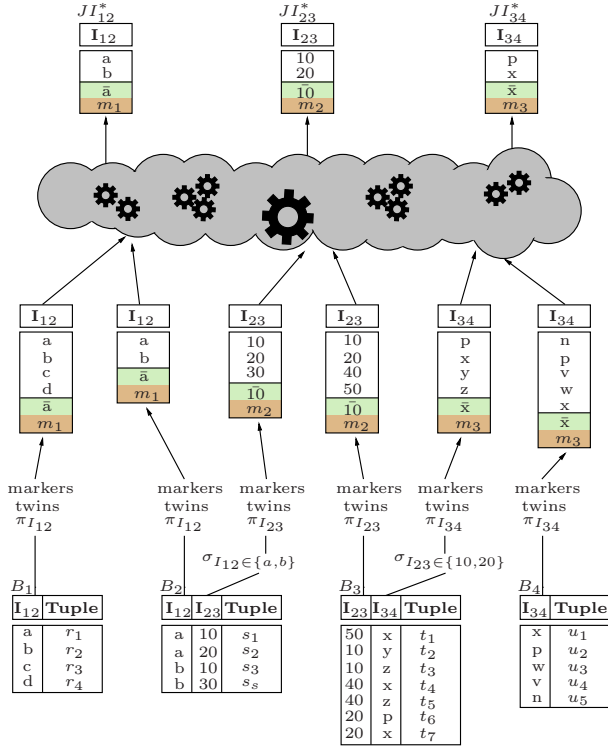 JI*12 JI*23 JI*34
I12 I23 I34
a 10 p
b 20 x
ā 1̄0 x̄
m1 m2 m3
I12 I12 I23 I23 I34 I34
a a 10 10 p n
b b 20 20 x p
c ā 30 40 y v
d m1 1̄0 50 z w
ā m2 1̄0 x̄ x
m1 m2 m3 x̄
m3
markers markers markers markers markers markers
twins twins twins twins twins twins
πI12 πI12 πI23 πI23 πI34 πI34
σI12∈{a,b} σI23∈{10,20}
B1 B2 B3 B4
I12 Tuple I12 I23 Tuple I23 I34 Tuple I34 Tuple
a r1 a 10 s1 50 x t1 x u1
b r2 a 20 s2 10 y t2 p u2
c r3 b 10 s3 10 z t3 w u3
d r4 b 30 ss 40 x t4 v u4
40 z t5 n u5
20 p t6
20 x t7